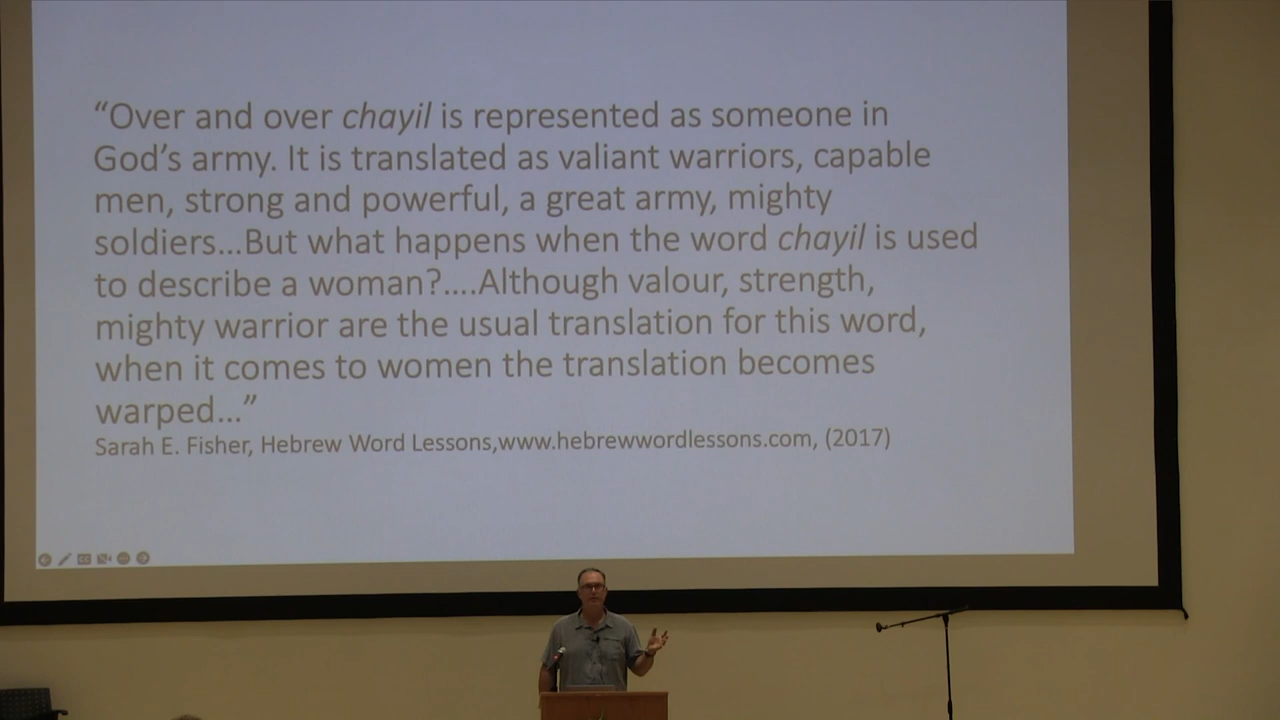 “Over and over chayil is represented as someone in
God’s army. It is translated as valiant warriors, capable
men, strong and powerful, a great army, mighty
soldiers…But what happens when the word chayil is used
to describe a woman?….Although valour, strength,
mighty warrior are the usual translation for this word,
when it comes to women the translation becomes
warped…”
Sarah E. Fisher, Hebrew Word Lessons,www.hebrewwordlessons.com, (2017)